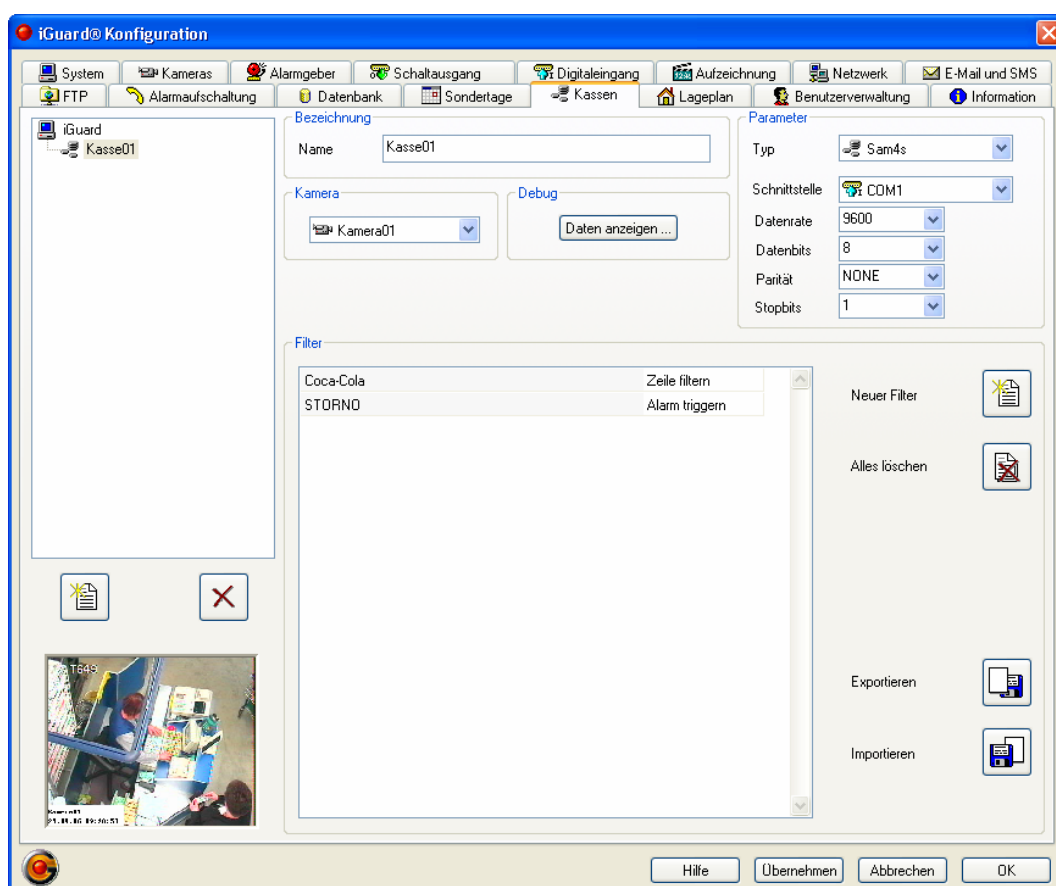 iGuard® Konfiguration
System Kameras Alarmgeber Schaltausgang Digitaleingang Aufzeichnung Netzwerk E-Mail und SMS
FTP Alarmaufschaltung Datenbank Sondertage Kassen Lageplan Benutzerverwaltung Information
iGuard
Kasse01
Bezeichnung
Name Kasse01
Kamera
Kamera01
Debug
Daten anzeigen ...
Parameter
Typ Sam4s
Schnittstelle COM1
Datenrate 9600
Datenbits 8
Parität NONE
Stopbits 1
Filter
Coca-Cola Zeile filtern
STORNO Alarm triggern
Neuer Filter
Alles löschen
Exportieren
Importieren
T649
Hilfe Übernehmen Abbrechen OK